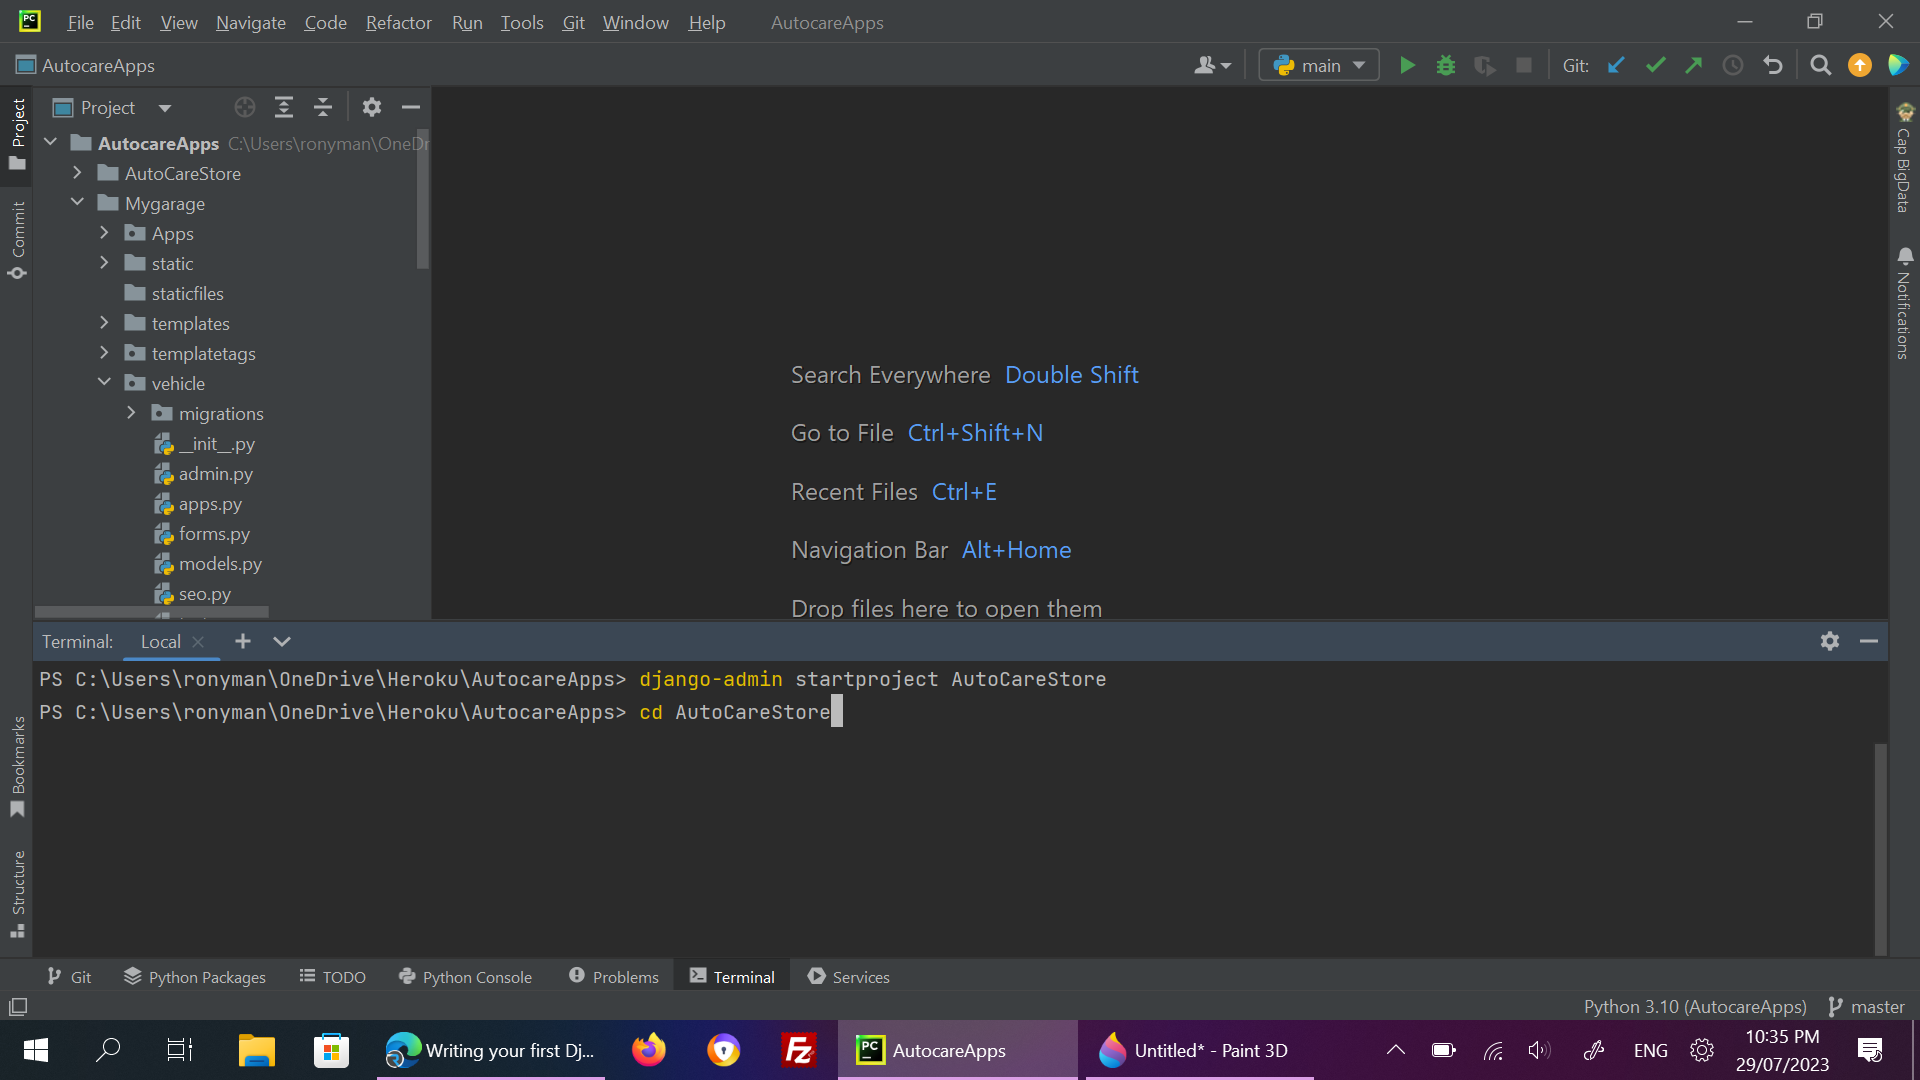 File Edit View Navigate Code Refactor Run Tools Git Window Help AutocareApps
AutocareApps
main
Git:
Project
AutocareApps C:\Users\ronyman\OneDr
AutoCareStore
Mygarage
Apps
static
staticfiles
templates
templatetags
vehicle
migrations
__init__.py
admin.py
apps.py
forms.py
models.py
seo.py
Project
Commit
Bookmarks
Structure
Cap BigData
Notifications
Search Everywhere Double Shift
Go to File Ctrl+Shift+N
Recent Files Ctrl+E
Navigation Bar Alt+Home
Drop files here to open them
Terminal: Local
PS C:\Users\ronyman\OneDrive\Heroku\AutocareApps> django-admin startproject AutoCareStore
PS C:\Users\ronyman\OneDrive\Heroku\AutocareApps> cd AutoCareStore
Git Python Packages TODO Python Console Problems Terminal Services
Python 3.10 (AutocareApps) master
Writing your first Dj... AutocareApps Untitled* - Paint 3D ENG 10:35 PM
29/07/2023